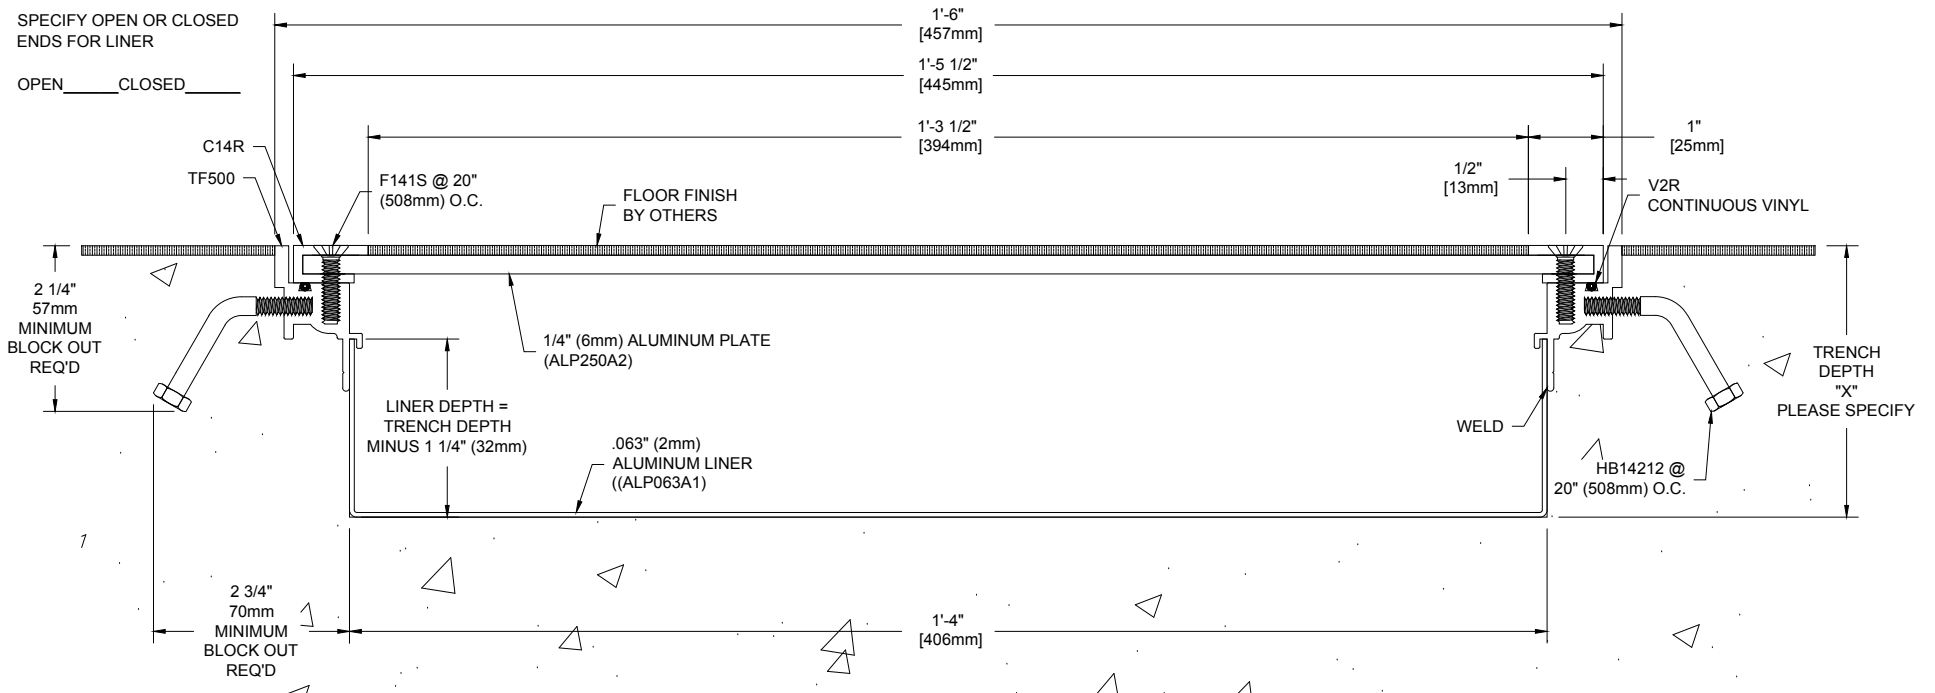 SPECIFY OPEN OR CLOSED
ENDS FOR LINER
OPEN______CLOSED______
1'-6"
[457mm]
1'-5 1/2"
[445mm]
1'-3 1/2"
[394mm]
1"
[25mm]
1/2"
[13mm]
C14R
TF500
F141S @ 20"
(508mm) O.C.
FLOOR FINISH
BY OTHERS
V2R
CONTINUOUS VINYL
2 1/4"
57mm
MINIMUM
BLOCK OUT
REQ'D
1/4" (6mm) ALUMINUM PLATE
(ALP250A2)
TRENCH
DEPTH
"X"
PLEASE SPECIFY
LINER DEPTH =
TRENCH DEPTH
MINUS 1 1/4" (32mm)
.063" (2mm)
ALUMINUM LINER
((ALP063A1)
WELD
HB14212 @
20" (508mm) O.C.
2 3/4"
70mm
MINIMUM
BLOCK OUT
REQ'D
1'-4"
[406mm]